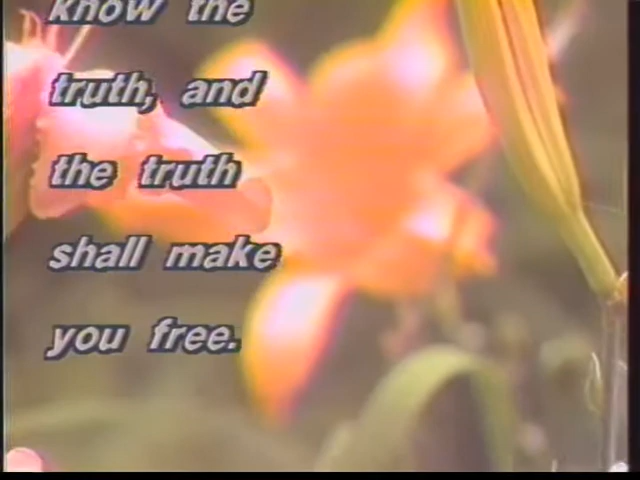 know the
truth, and
the truth
shall make
you free.